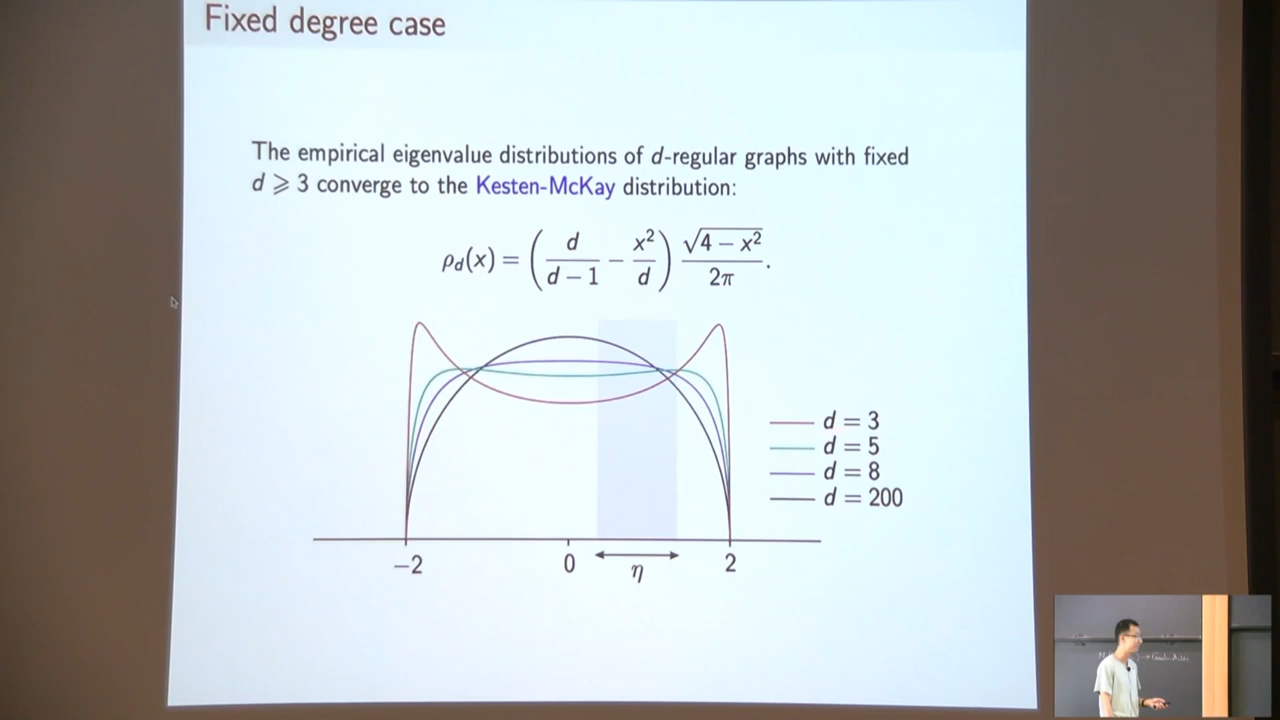 Fixed degree case
The empirical eigenvalue distributions of d-regular graphs with fixed
d ⩾ 3 converge to the Kesten-McKay distribution:
ρ_d(x) = ( d/(d − 1) − x²/d ) √(4 − x²)/(2π).
d = 3
d = 5
d = 8
d = 200
−2 0 2
η